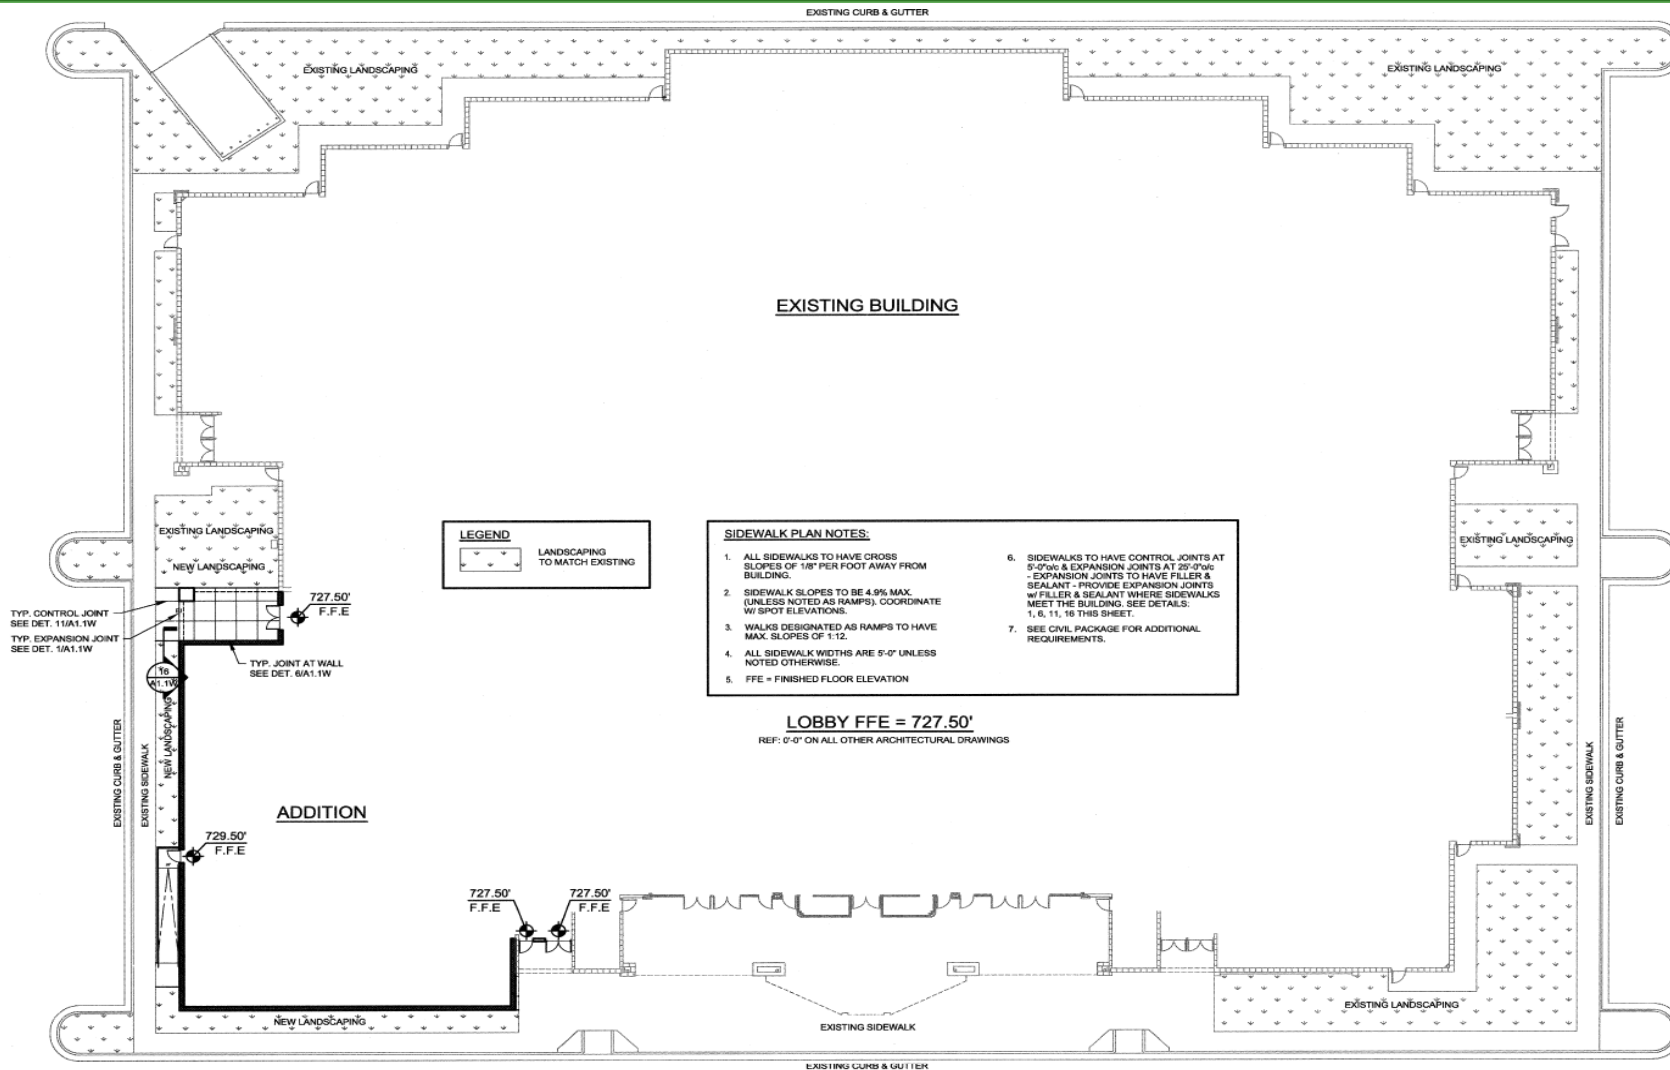 EXISTING CURB & GUTTER
EXISTING LANDSCAPING
EXISTING LANDSCAPING
EXISTING BUILDING
EXISTING LANDSCAPING
NEW LANDSCAPING
LEGEND
LANDSCAPING
TO MATCH EXISTING
SIDEWALK PLAN NOTES:
1. ALL SIDEWALKS TO HAVE CROSS
SLOPES OF 1/8" PER FOOT AWAY FROM
BUILDING.
2. SIDEWALK SLOPES TO BE 4.9% MAX.
(UNLESS NOTED AS RAMPS). COORDINATE
W/ SPOT ELEVATIONS.
3. WALKS DESIGNATED AS RAMPS TO HAVE
MAX. SLOPES OF 1:12.
4. ALL SIDEWALK WIDTHS ARE 5'-0" UNLESS
NOTED OTHERWISE.
5. FFE = FINISHED FLOOR ELEVATION
6. SIDEWALKS TO HAVE CONTROL JOINTS AT
5'-0"o/c & EXPANSION JOINTS AT 25'-0"o/c
- EXPANSION JOINTS TO HAVE FILLER &
SEALANT - PROVIDE EXPANSION JOINTS
w/ FILLER & SEALANT WHERE SIDEWALKS
MEET THE BUILDING. SEE DETAILS:
1, 6, 11, 16 THIS SHEET.
7. SEE CIVIL PACKAGE FOR ADDITIONAL
REQUIREMENTS.
EXISTING LANDSCAPING
727.50'
F.F.E
TYP. CONTROL JOINT
SEE DET. 11/A1.1W
TYP. EXPANSION JOINT
SEE DET. 1/A1.1W
TYP. JOINT AT WALL
SEE DET. 6/A1.1W
16
A1.1W
NEW LANDSCAPING
EXISTING SIDEWALK
EXISTING CURB & GUTTER
LOBBY FFE = 727.50'
REF: 0'-0" ON ALL OTHER ARCHITECTURAL DRAWINGS
EXISTING SIDEWALK
EXISTING CURB & GUTTER
ADDITION
729.50'
F.F.E
727.50'
F.F.E
727.50'
F.F.E
NEW LANDSCAPING
EXISTING SIDEWALK
EXISTING LANDSCAPING
EXISTING CURB & GUTTER